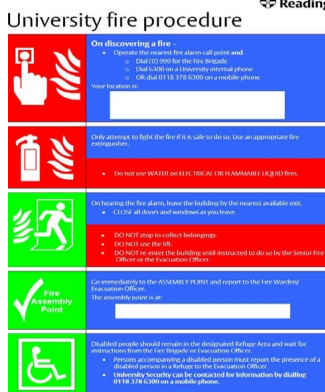 Reading
University fire procedure
On discovering a fire –
• Operate the nearest fire alarm call point and
o Dial (0) 999 for the Fire Brigade
o Dial 6300 on a University internal phone
o OR dial 0118 378 6300 on a mobile phone
Your location is:
Only attempt to fight the fire if it is safe to do so. Use an appropriate fire
extinguisher.
• Do not use WATER on ELECTRICAL OR FLAMMABLE LIQUID fires.
On hearing the fire alarm, leave the building by the nearest available exit.
• CLOSE all doors and windows as you leave.
• DO NOT stop to collect belongings.
• DO NOT use the lift.
• DO NOT re-enter the building until instructed to do so by the Senior Fire
Officer or the Evacuation Officer.
Fire
Assembly
Point
Go immediately to the ASSEMBLY POINT and report to the Fire Warden/
Evacuation Officer.
The assembly point is at:
Disabled people should remain in the designated Refuge Area and wait for
instructions from the Fire Brigade or Evacuation Officer.
• Persons accompanying a disabled person must report the presence of a
disabled person in a Refuge to the Evacuation Officer.
• University Security can be contacted for information by dialling
0118 378 6300 on a mobile phone.